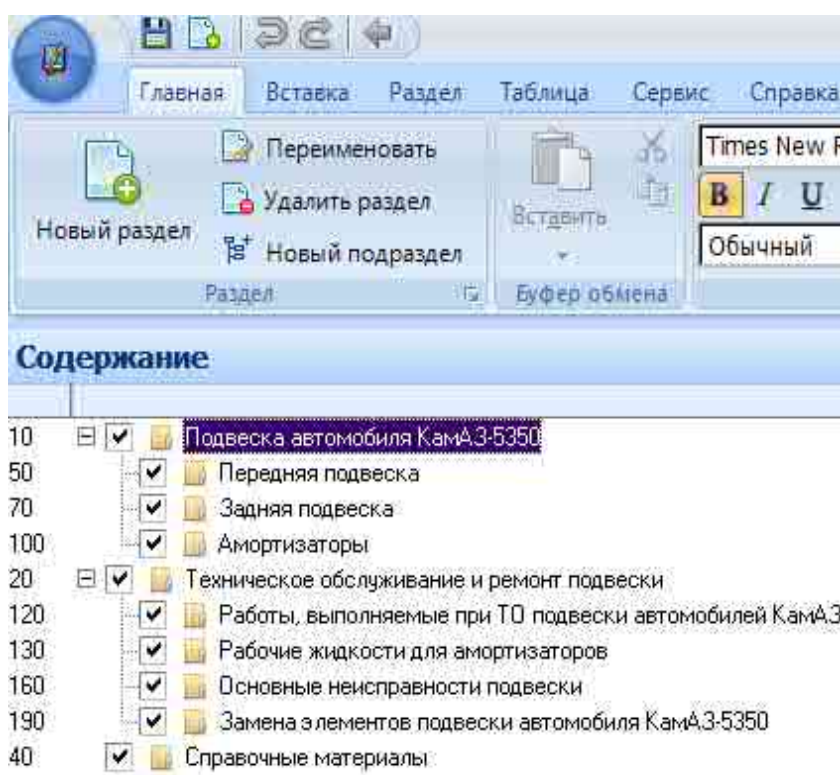 Главная Вставка Раздел Таблица Сервис Справка
Переименовать
Times New
Удалить раздел
B I U
Новый раздел
Вставить
Новый подраздел
Обычный
Раздел Буфер обмена
Содержание
10 Подвеска автомобиля КамАЗ-5350
50 Передняя подвеска
70 Задняя подвеска
100 Амортизаторы
20 Техническое обслуживание и ремонт подвески
120 Работы, выполняемые при ТО подвески автомобилей КамАЗ
130 Рабочие жидкости для амортизаторов
160 Основные неисправности подвески
190 Замена элементов подвески автомобиля КамАЗ-5350
40 Справочные материалы